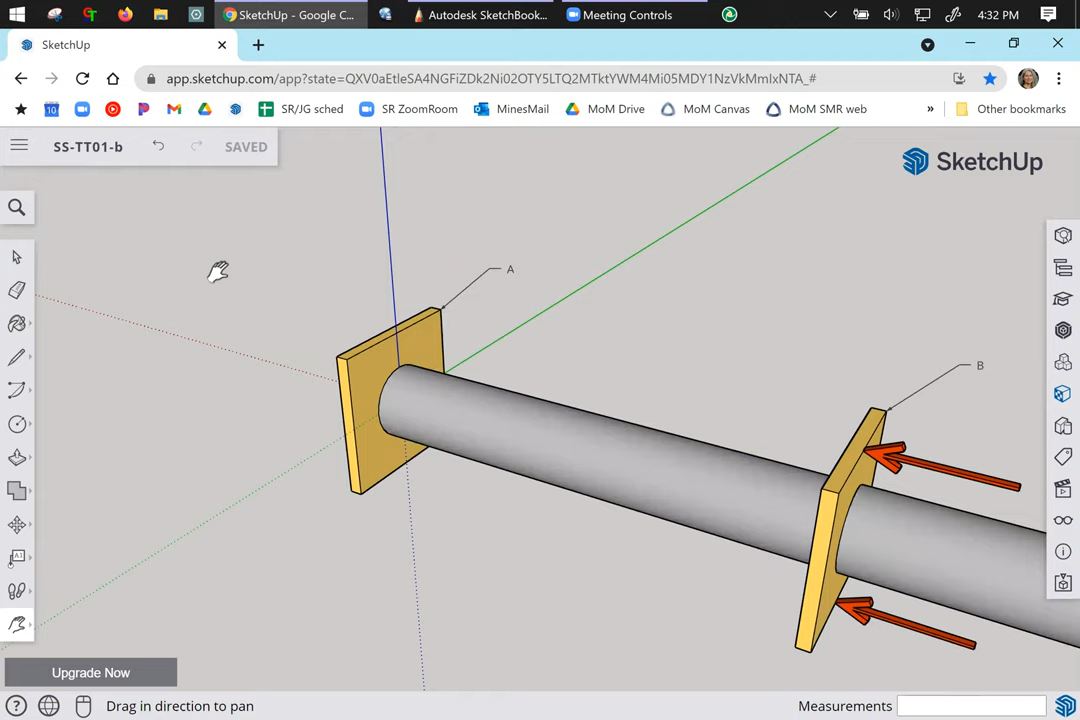 SketchUp - Google C...
Autodesk SketchBook...
Meeting Controls
4:32 PM
SketchUp
app.sketchup.com/app?state=QXV0aEtleSA4NGFiZDk2Ni02OTY5LTQ2MTktYWM4Mi05MDY1NzVkMmIxNTA_#
SR/JG sched
SR ZoomRoom
MinesMail
MoM Drive
MoM Canvas
MoM SMR web
»
Other bookmarks
SS-TT01-b
SAVED
SketchUp
A
B
Upgrade Now
Drag in direction to pan
Measurements